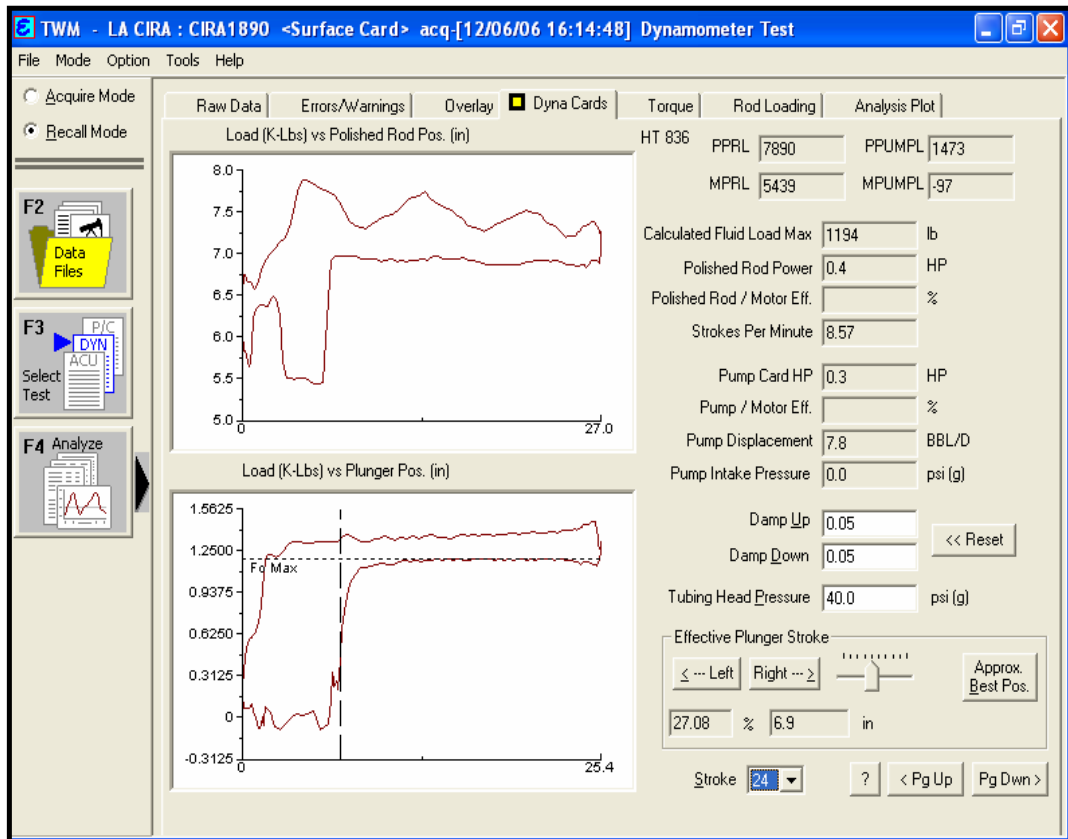 TWM - LA CIRA : CIRA1890 <Surface Card> acq-[12/06/06 16:14:48] Dynamometer Test
File Mode Option Tools Help
Acquire Mode
Recall Mode
F2
Data
Files
F3
P/C
DYN
ACU
Select
Test
F4 Analyze
Raw Data Errors/Warnings Overlay Dyna Cards Torque Rod Loading Analysis Plot
Load (K-Lbs) vs Polished Rod Pos. (in)
8.0
7.5
7.0
6.5
6.0
5.5
5.0
0 27.0
Load (K-Lbs) vs Plunger Pos. (in)
1.5625
1.2500
0.9375
0.6250
0.3125
0
-0.3125
Fo Max
0 25.4
HT 836
PPRL 7890 PPUMPL 1473
MPRL 5439 MPUMPL -97
Calculated Fluid Load Max 1194 lb
Polished Rod Power 0.4 HP
Polished Rod / Motor Eff. %
Strokes Per Minute 8.57
Pump Card HP 0.3 HP
Pump / Motor Eff. %
Pump Displacement 7.8 BBL/D
Pump Intake Pressure 0.0 psi (g)
Damp Up 0.05
Damp Down 0.05
<< Reset
Tubing Head Pressure 40.0 psi (g)
Effective Plunger Stroke
< --- Left Right --- >
Approx.
Best Pos.
27.08 % 6.9 in
Stroke 24 ? < Pg Up Pg Dwn >